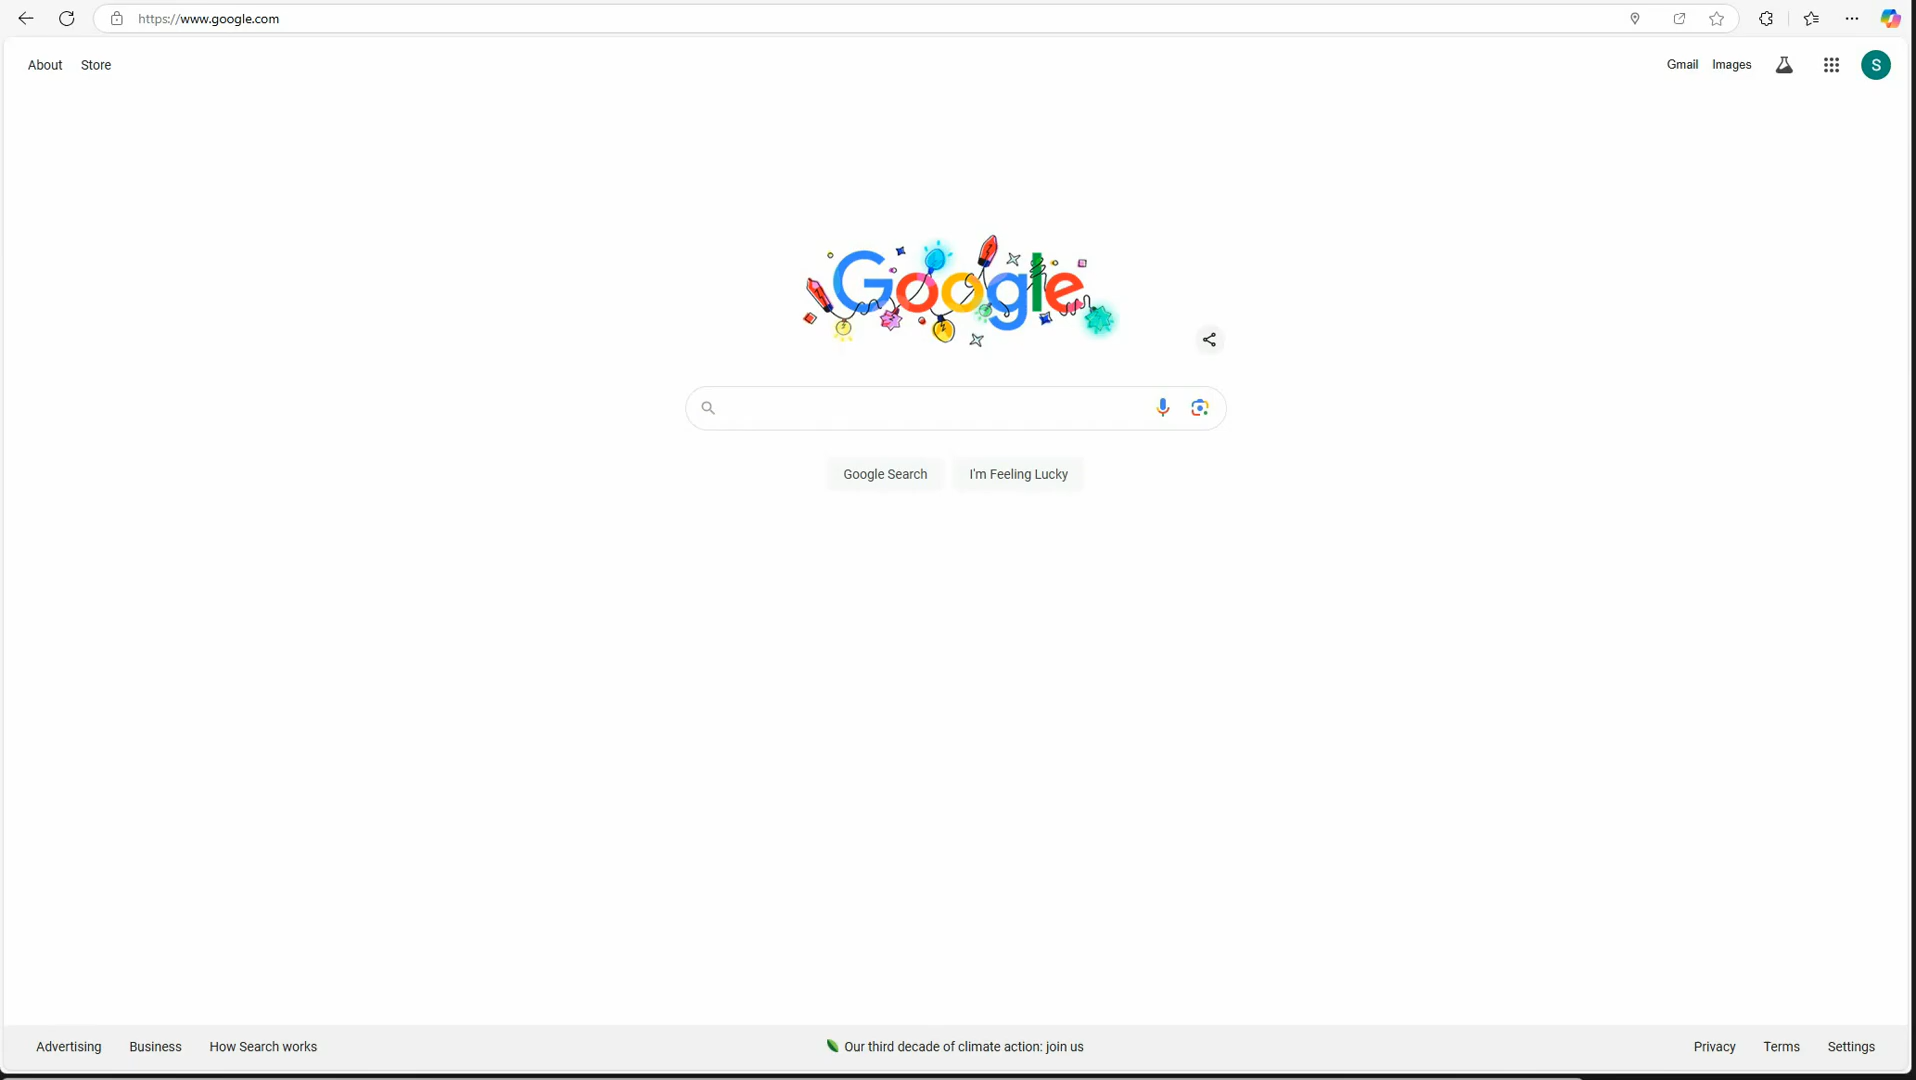 https://www.google.com
About Store
Gmail Images S
Google
Google Search I'm Feeling Lucky
Advertising Business How Search works
Our third decade of climate action: join us
Privacy Terms Settings